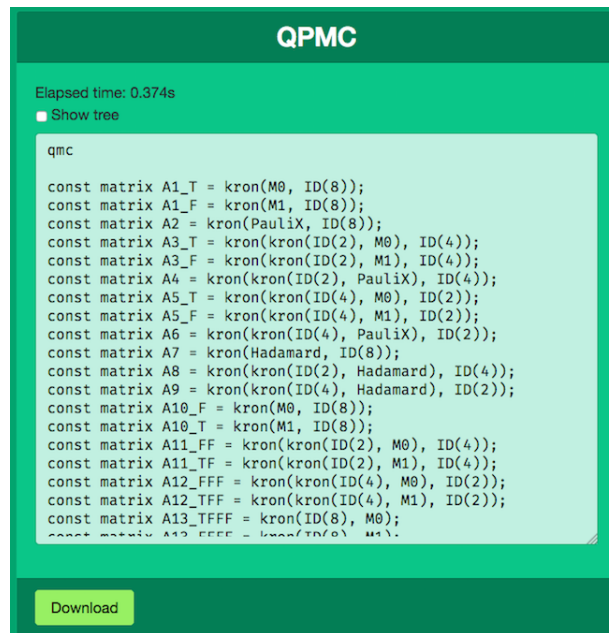 QPMC
Elapsed time: 0.374s
Show tree
qmc
const matrix A1_T = kron(M0, ID(8));
const matrix A1_F = kron(M1, ID(8));
const matrix A2 = kron(PauliX, ID(8));
const matrix A3_T = kron(kron(ID(2), M0), ID(4));
const matrix A3_F = kron(kron(ID(2), M1), ID(4));
const matrix A4 = kron(kron(ID(2), PauliX), ID(4));
const matrix A5_T = kron(kron(ID(4), M0), ID(2));
const matrix A5_F = kron(kron(ID(4), M1), ID(2));
const matrix A6 = kron(kron(ID(4), PauliX), ID(2));
const matrix A7 = kron(Hadamard, ID(8));
const matrix A8 = kron(kron(ID(2), Hadamard), ID(4));
const matrix A9 = kron(kron(ID(4), Hadamard), ID(2));
const matrix A10_F = kron(M0, ID(8));
const matrix A10_T = kron(M1, ID(8));
const matrix A11_FF = kron(kron(ID(2), M0), ID(4));
const matrix A11_TF = kron(kron(ID(2), M1), ID(4));
const matrix A12_FFF = kron(kron(ID(4), M0), ID(2));
const matrix A12_TFF = kron(kron(ID(4), M1), ID(2));
const matrix A13_TFFF = kron(ID(8), M0);
const matrix A13_FFFF = kron(ID(8), M1);
Download